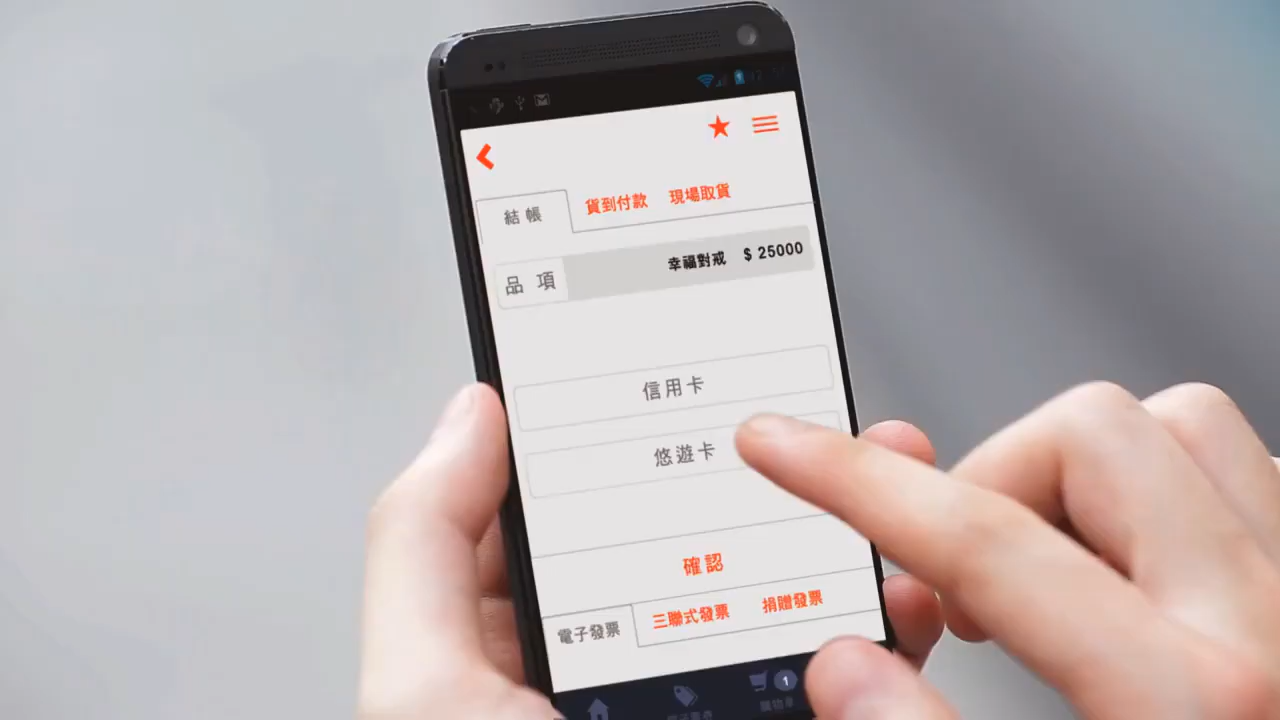 結帳 貨到付款 現場取貨
品項 幸福對戒 $ 25000
信用卡
悠遊卡
確認
電子發票 三聯式發票 捐贈發票
1
購物車